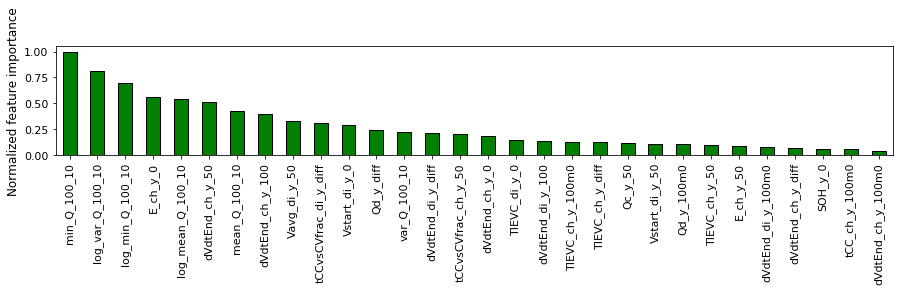 Normalized feature importance
1.00
0.75
0.50
0.25
0.00
min_Q_100_10
log_var_Q_100_10
log_min_Q_100_10
E_ch_y_0
log_mean_Q_100_10
dVdtEnd_ch_y_50
mean_Q_100_10
dVdtEnd_ch_y_100
Vavg_di_y_50
tCCvsCVfrac_di_y_diff
Vstart_di_y_0
Qd_y_diff
var_Q_100_10
dVdtEnd_di_y_diff
tCCvsCVfrac_ch_y_50
dVdtEnd_ch_y_0
TIEVC_di_y_0
dVdtEnd_di_y_100
TIEVC_ch_y_100m0
TIEVC_ch_y_diff
Qc_y_50
Vstart_di_y_50
Qd_y_100m0
TIEVC_ch_y_50
E_ch_y_50
dVdtEnd_di_y_100m0
dVdtEnd_ch_y_diff
SOH_y_0
tCC_ch_y_100m0
dVdtEnd_ch_y_100m0